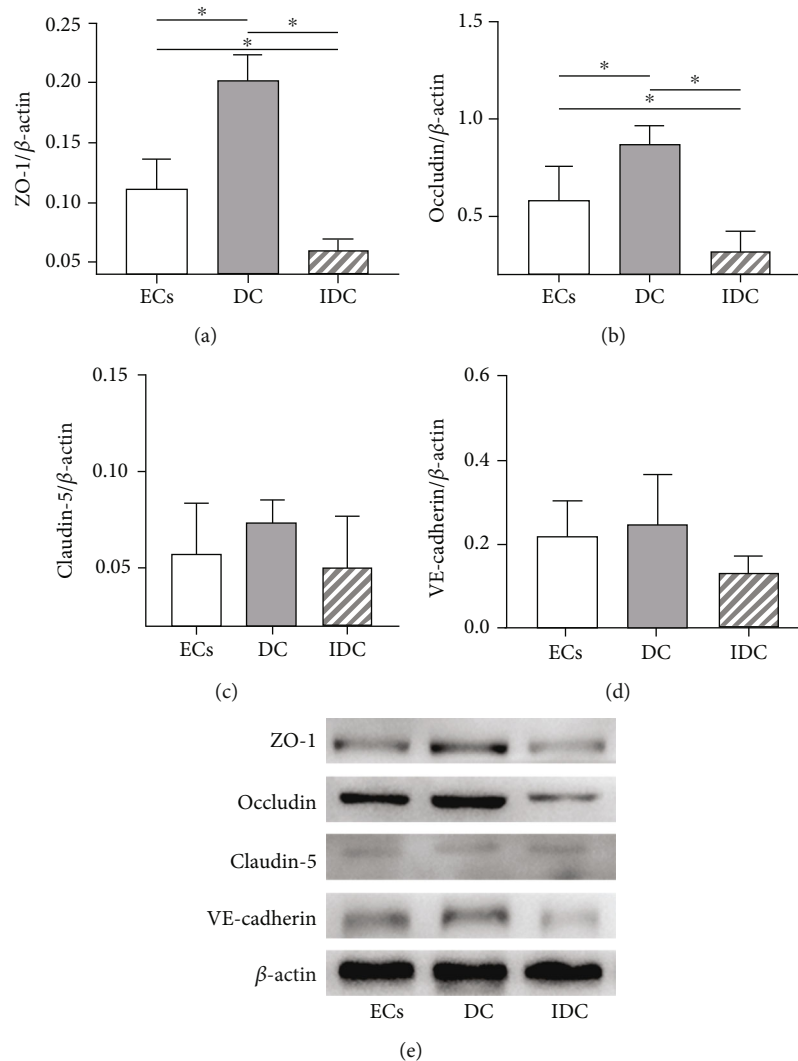 ZO-1/β-actin
0.25
0.20
0.15
0.10
0.05
*
*
*
ECs DC IDC
(a)
Occludin/β-actin
1.5
1.0
0.5
*
*
*
ECs DC IDC
(b)
Claudin-5/β-actin
0.15
0.10
0.05
ECs DC IDC
(c)
VE-cadherin/β-actin
0.6
0.4
0.2
0.0
ECs DC IDC
(d)
ZO-1
Occludin
Claudin-5
VE-cadherin
β-actin
ECs DC IDC
(e)